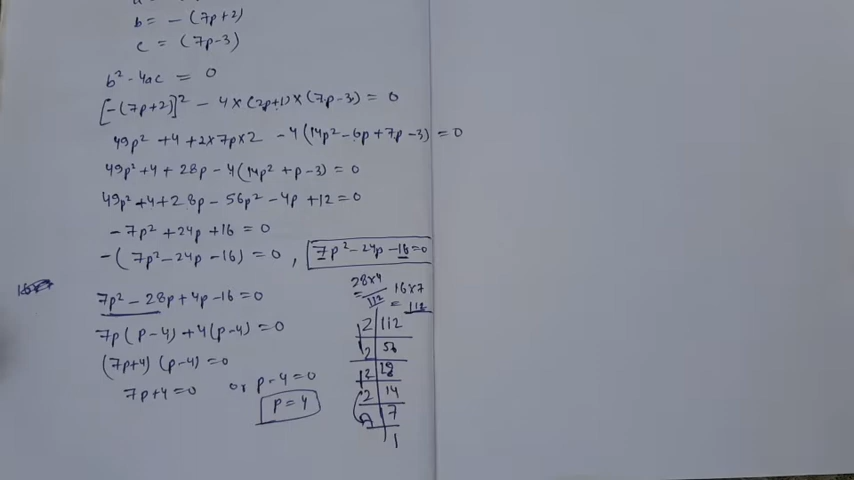 b = - (7p+2)
c = (7p-3)
b² - 4ac = 0
[-(7p+2)]² - 4 × (2p+1) × (7p-3) = 0
49p² + 4 + 2×7p×2 - 4(14p² - 6p + 7p - 3) = 0
49p² + 4 + 28p - 4(14p² + p - 3) = 0
49p² + 4 + 28p - 56p² - 4p + 12 = 0
-7p² + 24p + 16 = 0
-(7p² - 24p - 16) = 0 , 7p² - 24p - 16 = 0
7p² - 28p + 4p - 16 = 0
7p(p-4) + 4(p-4) = 0
(7p+4) (p-4) = 0
7p+4 = 0 or p-4 = 0
p = 4
28×4
= 112
16×7
= 112
2 | 112
2 | 56
2 | 28
2 | 14
7 | 7
1